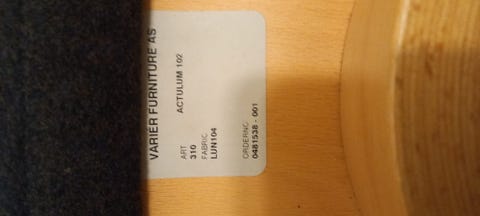 VARIER FURNITURE AS
ACTULUM 102
ART
310
FABRIC
LUN104
ORDERNO
0481538 - 001